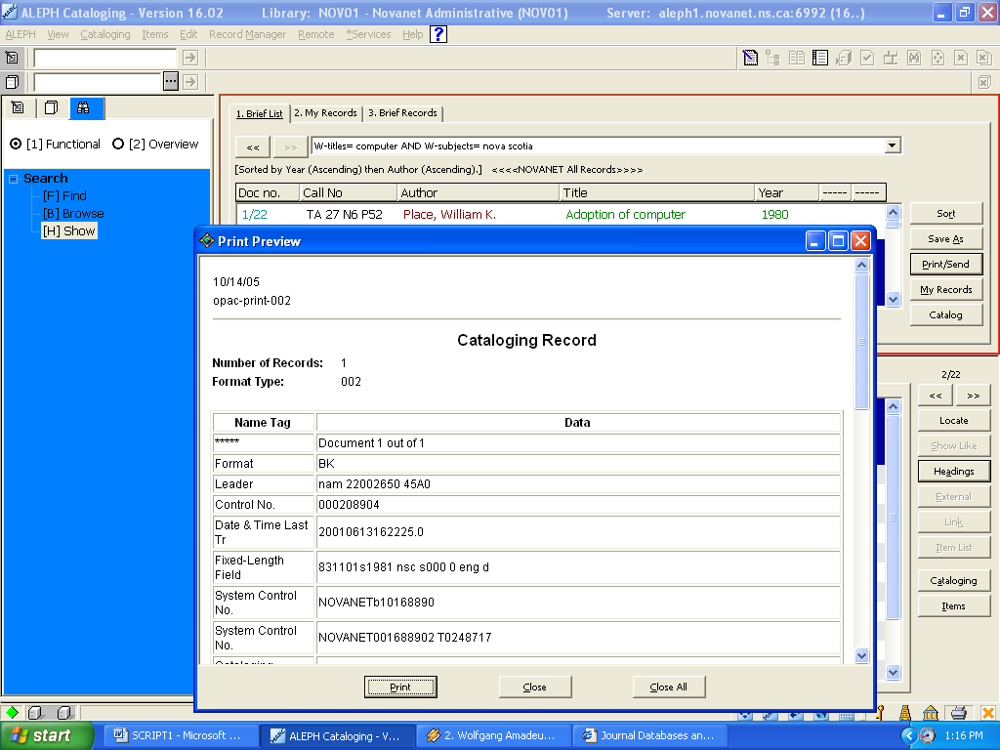 ALEPH Cataloging - Version 16.02 Library: NOV01 - Novanet Administrative (NOV01) Server: aleph1.novanet.ns.ca:6992 (16..)
ALEPH View Cataloging Items Edit Record Manager Remote *Services Help ?
...
1. Brief List 2. My Records 3. Brief Records
[1] Functional [2] Overview
<< >> W-titles= computer AND W-subjects= nova scotia
[Sorted by Year (Ascending) then Author (Ascending).] <<<<NOVANET All Records>>>>
Search
[F] Find
[B] Browse
[H] Show
Doc no. Call No Author Title Year ----- -----
1/22 TA 27 N6 P52 Place, William K. Adoption of computer 1980
Sort
Save As
Print/Send
My Records
Catalog
Print Preview
10/14/05
opac-print-002
Cataloging Record
Number of Records: 1
Format Type: 002
Name Tag Data
***** Document 1 out of 1
Format BK
Leader nam 22002650 45A0
Control No. 000208904
Date & Time Last Tr 20010613162225.0
Fixed-Length Field 831101s1981 nsc s000 0 eng d
System Control No. NOVANETb10168890
System Control No. NOVANET001688902 T0248717
Print Close Close All
2/22
<< >>
Locate
Show Like
Headings
External
Link
Item List
Cataloging
Items
start SCRIPT1 - Microsoft ... ALEPH Cataloging - V... 2. Wolfgang Amadeu... Journal Databases an... 1:16 PM